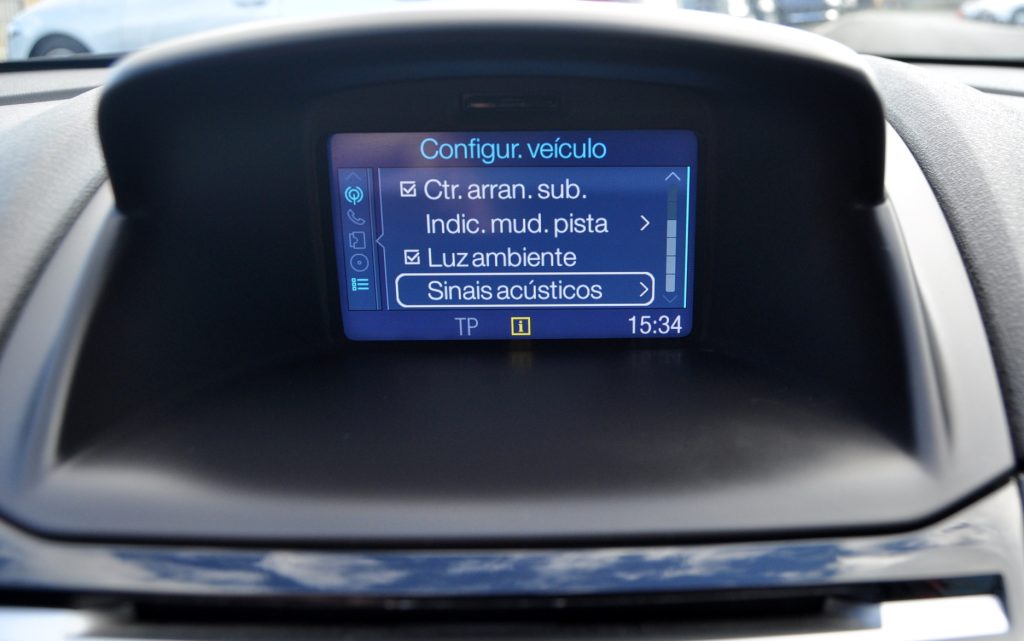 Configur. veículo
Ctr. arran. sub.
Indic. mud. pista
Luz ambiente
Sinais acústicos
TP i 15:34